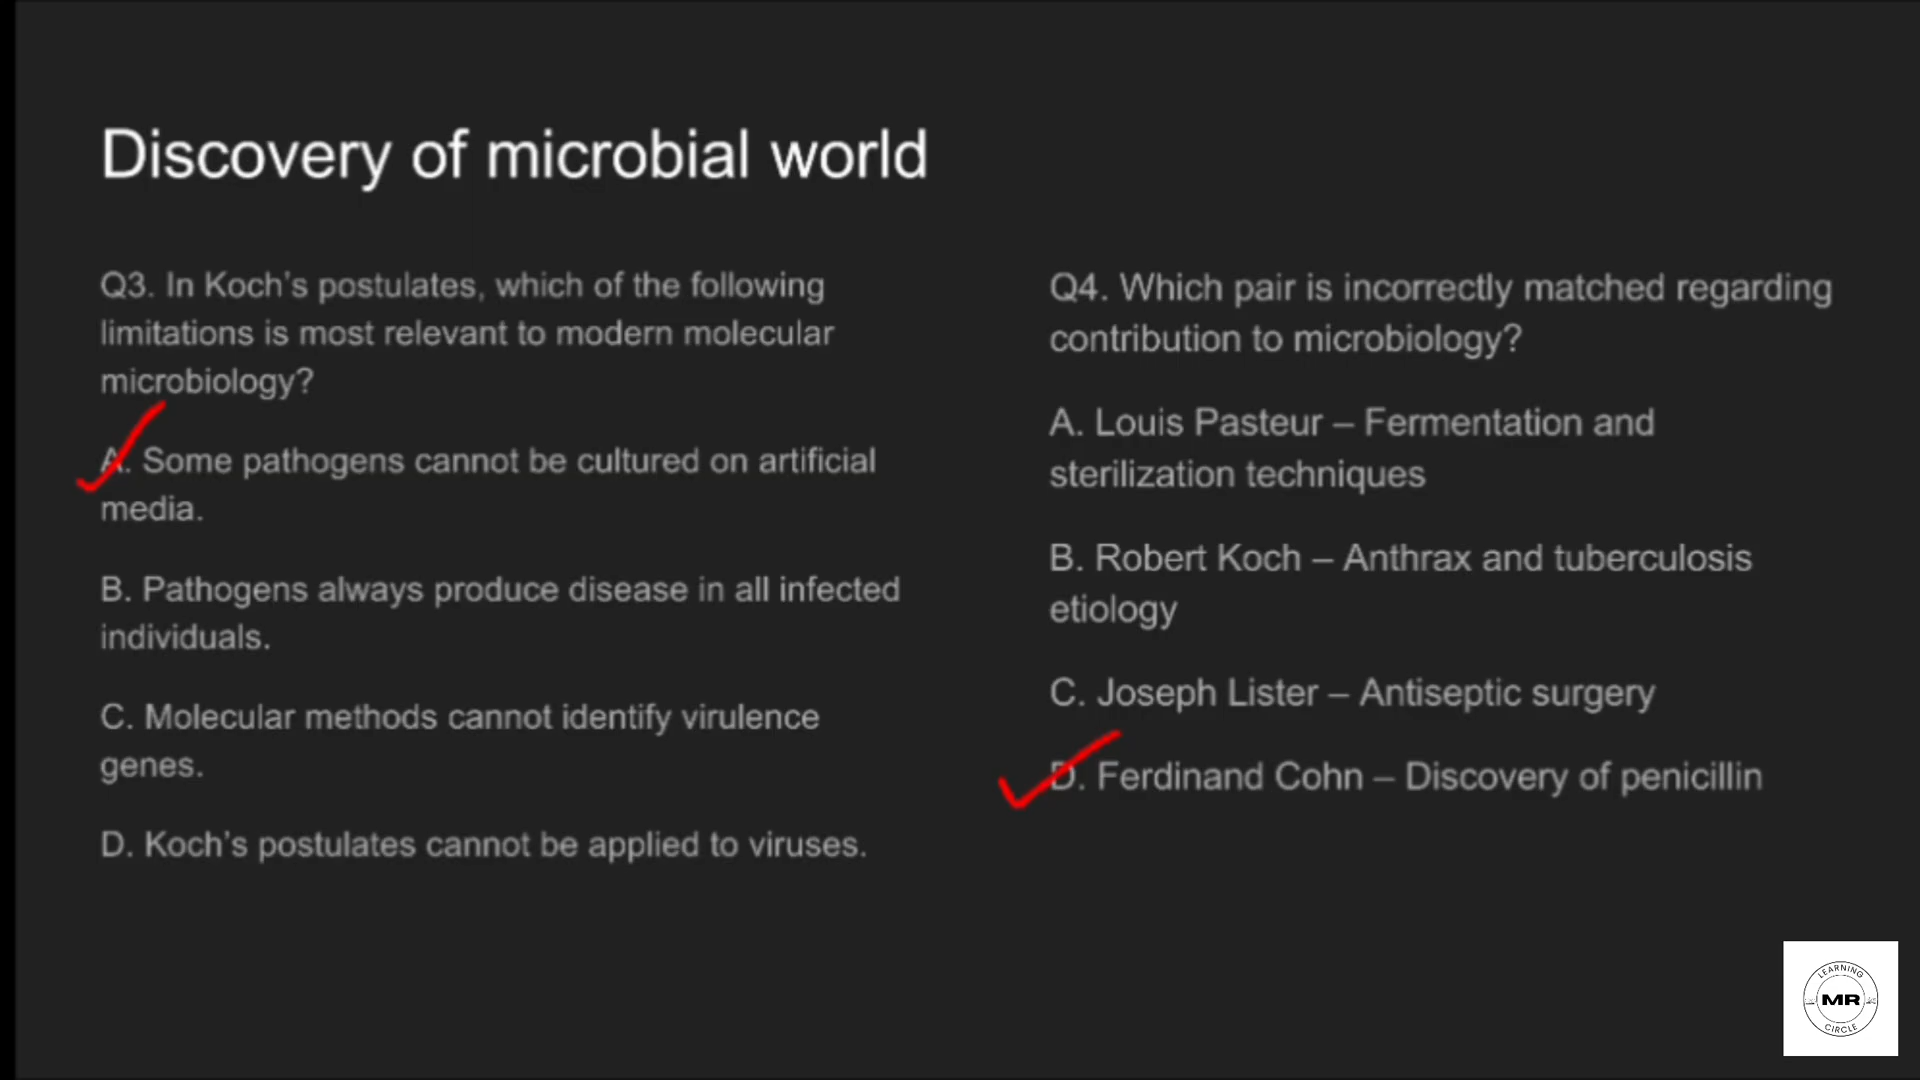 Discovery of microbial world
Q3. In Koch's postulates, which of the following
limitations is most relevant to modern molecular
microbiology?
A. Some pathogens cannot be cultured on artificial
media.
B. Pathogens always produce disease in all infected
individuals.
C. Molecular methods cannot identify virulence
genes.
D. Koch's postulates cannot be applied to viruses.
Q4. Which pair is incorrectly matched regarding
contribution to microbiology?
A. Louis Pasteur – Fermentation and
sterilization techniques
B. Robert Koch – Anthrax and tuberculosis
etiology
C. Joseph Lister – Antiseptic surgery
D. Ferdinand Cohn – Discovery of penicillin
LEARNING
MR
CIRCLE